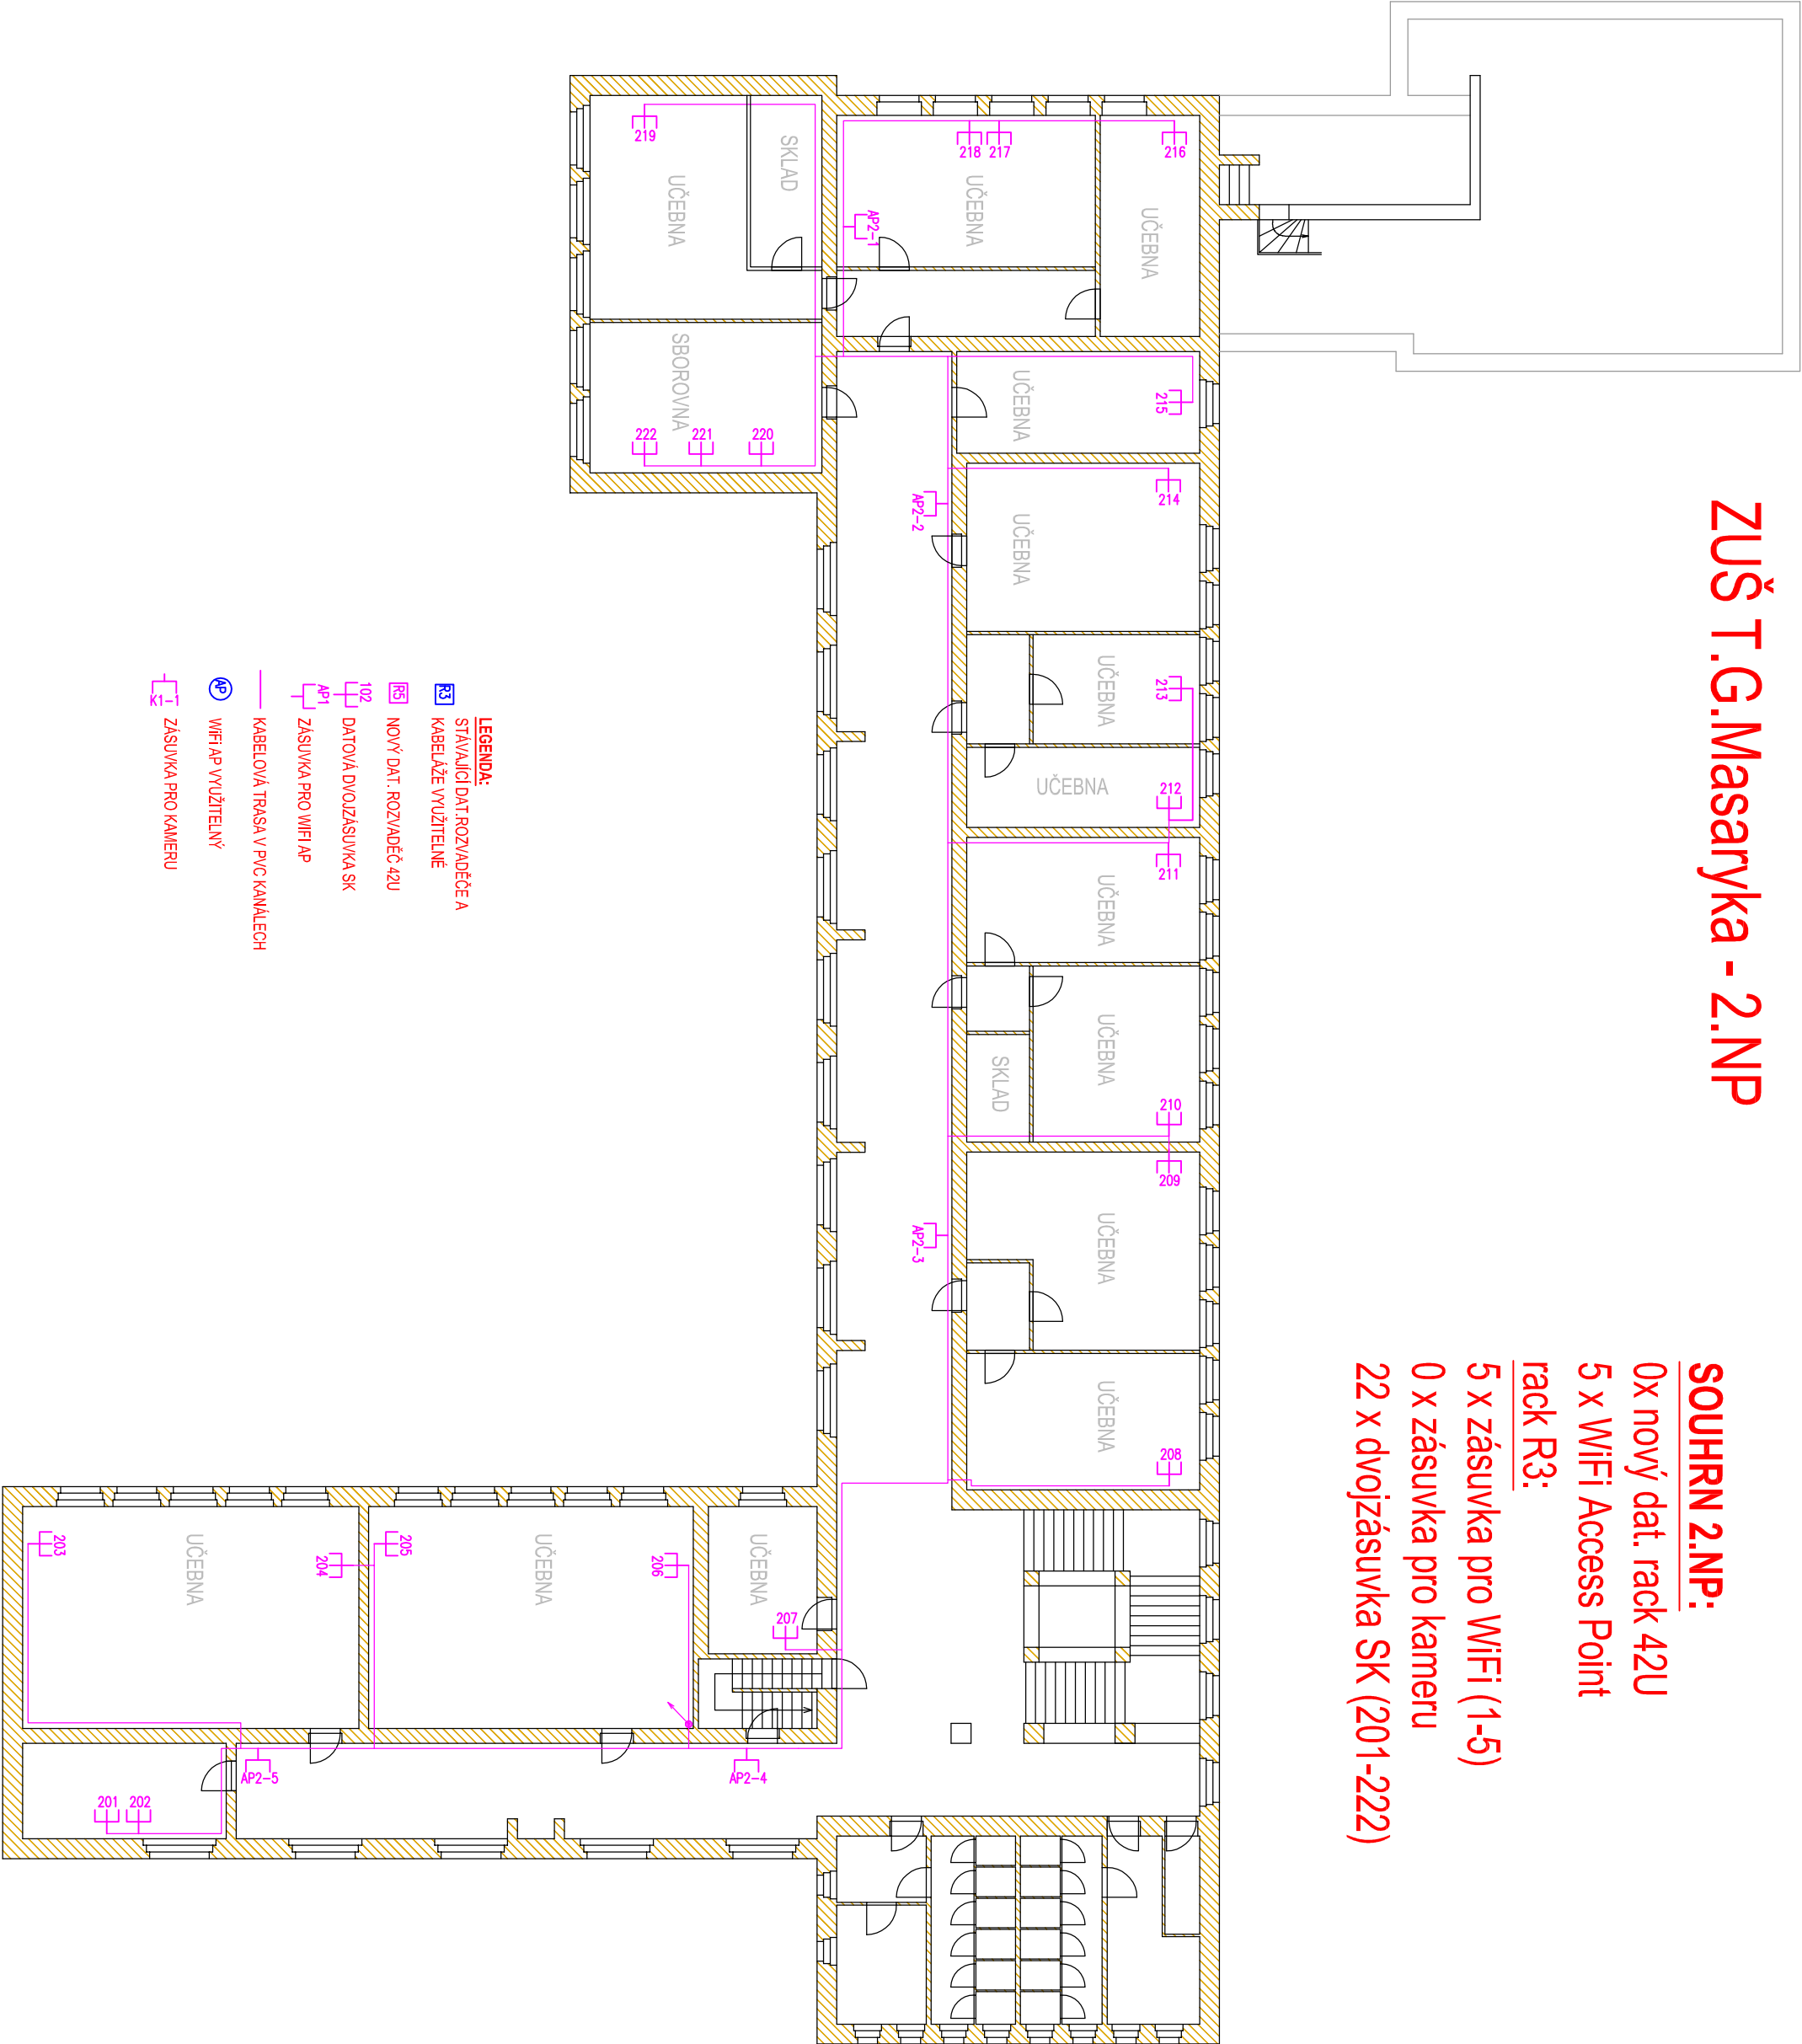 ZUŠ T.G.Masaryka - 2.NP
SOUHRN 2.NP:
0x nový dat. rack 42U
5 x WiFi Access Point
rack R3:
5 x zásuvka pro WiFi (1-5)
0 x zásuvka pro kameru
22 x dvojzásuvka SK (201-222)
216
UČEBNA
217
218
UČEBNA
AP2-1
SKLAD
219
UČEBNA
SBOROVNA
220
221
222
215
UČEBNA
214
UČEBNA
AP2-2
213
UČEBNA
212
UČEBNA
211
UČEBNA
210
UČEBNA
SKLAD
209
UČEBNA
AP2-3
208
UČEBNA
207
UČEBNA
206
UČEBNA
205
204
UČEBNA
203
AP2-4
AP2-5
202
201
LEGENDA:
R3 STÁVAJÍCÍ DAT.ROZVADĚČE A
KABELÁŽE VYUŽITELNÉ
R5 NOVÝ DAT. ROZVADĚČ 42U
102 DATOVÁ DVOJZÁSUVKA SK
AP1 ZÁSUVKA PRO WIFI AP
KABELOVÁ TRASA V PVC KANÁLECH
AP WiFi AP VYUŽITELNÝ
K1-1 ZÁSUVKA PRO KAMERU